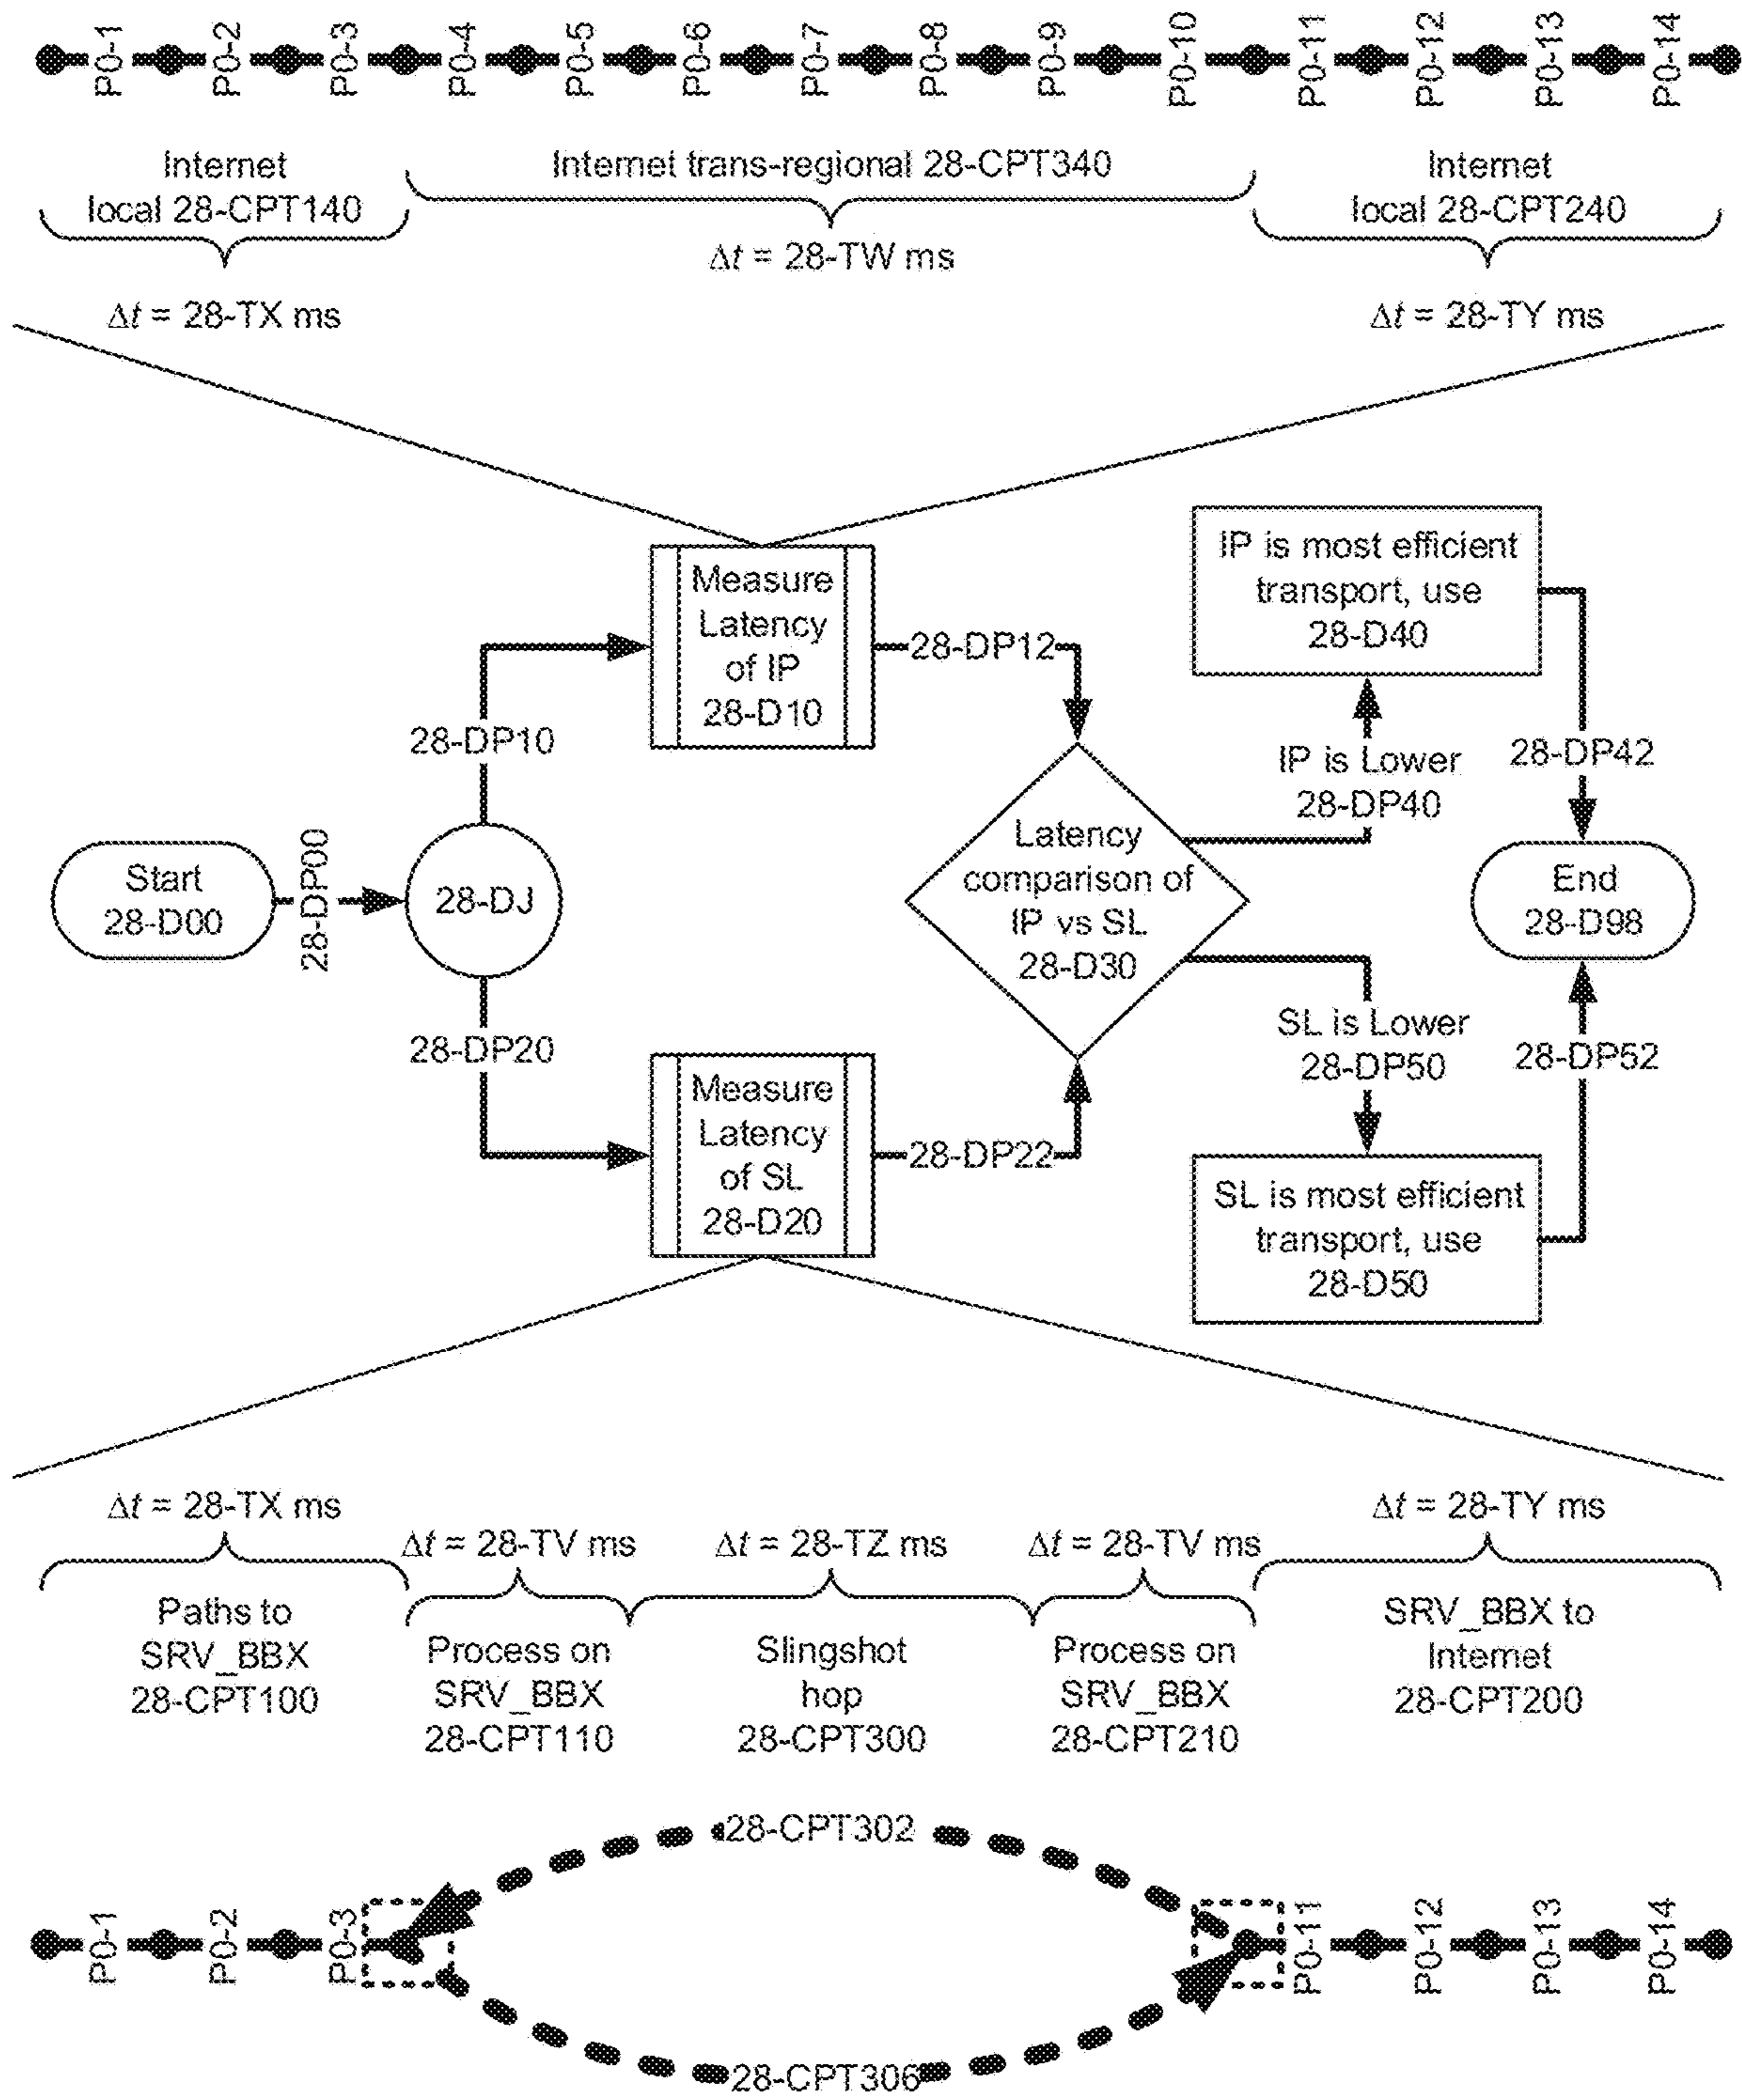 P0-1 P0-2 P0-3 P0-4 P0-5 P0-6 P0-7 P0-8 P0-9 P0-10 P0-11 P0-12 P0-13 P0-14
Internet
local 28-CPT140
Internet trans-regional 28-CPT340
Internet
local 28-CPT240
Δt = 28-TX ms
Δt = 28-TW ms
Δt = 28-TY ms
Start
28-D00
28-DP00
28-DJ
28-DP10
28-DP20
Measure
Latency
of IP
28-D10
28-DP12
Measure
Latency
of SL
28-D20
28-DP22
Latency
comparison of
IP vs SL
28-D30
IP is Lower
28-DP40
IP is most efficient
transport, use
28-D40
28-DP42
SL is Lower
28-DP50
SL is most efficient
transport, use
28-D50
28-DP52
End
28-D98
Δt = 28-TX ms
Δt = 28-TV ms
Δt = 28-TZ ms
Δt = 28-TV ms
Δt = 28-TY ms
Paths to
SRV_BBX
28-CPT100
Process on
SRV_BBX
28-CPT110
Slingshot
hop
28-CPT300
Process on
SRV_BBX
28-CPT210
SRV_BBX to
Internet
28-CPT200
28-CPT302
P0-1 P0-2 P0-3 P0-11 P0-12 P0-13 P0-14
28-CPT306